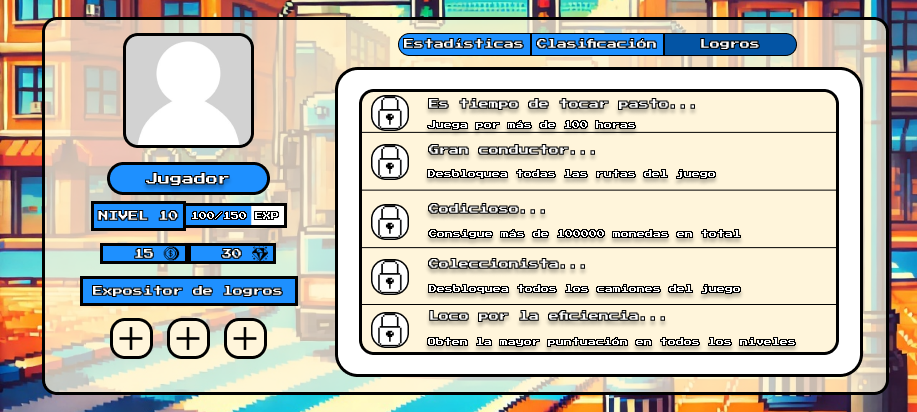 Estadísticas Clasificación Logros
Jugador
NIVEL 10 100/150 EXP
15 30
Expositor de logros
Es tiempo de tocar pasto...
Juega por más de 100 horas
Gran conductor...
Desbloquea todas las rutas del juego
Codicioso...
Consigue más de 100000 monedas en total
Coleccionista...
Desbloquea todos los camiones del juego
Loco por la eficiencia...
Obten la mayor puntuación en todos los niveles